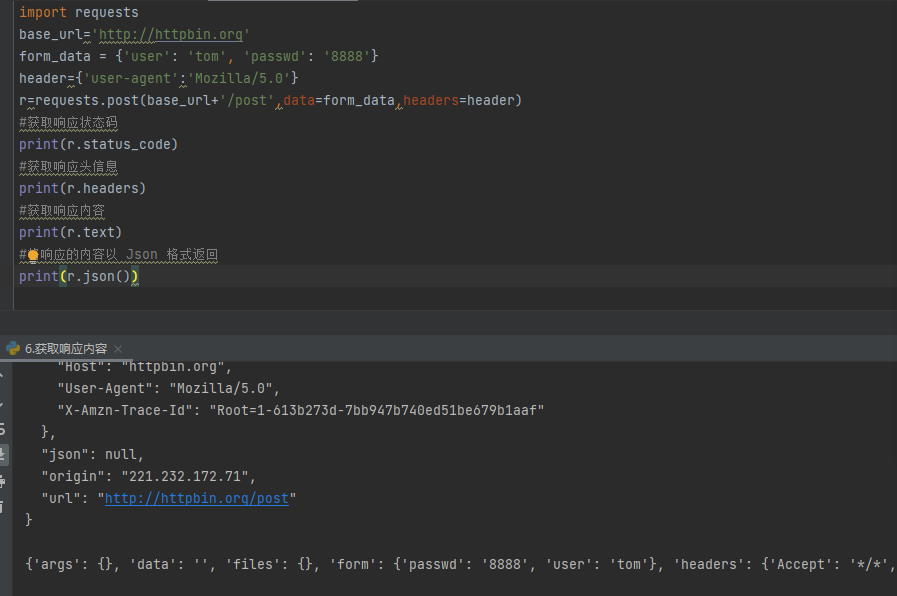 import requests
base_url='http://httpbin.org'
form_data = {'user': 'tom', 'passwd': '8888'}
header={'user-agent':'Mozilla/5.0'}
r=requests.post(base_url+'/post',data=form_data,headers=header)
#获取响应状态码
print(r.status_code)
#获取响应头信息
print(r.headers)
#获取响应内容
print(r.text)
#响应的内容以 Json 格式返回
print(r.json())
6.获取响应内容
"Host": "httpbin.org",
"User-Agent": "Mozilla/5.0",
"X-Amzn-Trace-Id": "Root=1-613b273d-7bb947b740ed51be679b1aaf"
},
"json": null,
"origin": "221.232.172.71",
"url": "http://httpbin.org/post"
}
{'args': {}, 'data': '', 'files': {}, 'form': {'passwd': '8888', 'user': 'tom'}, 'headers': {'Accept': '*/*',